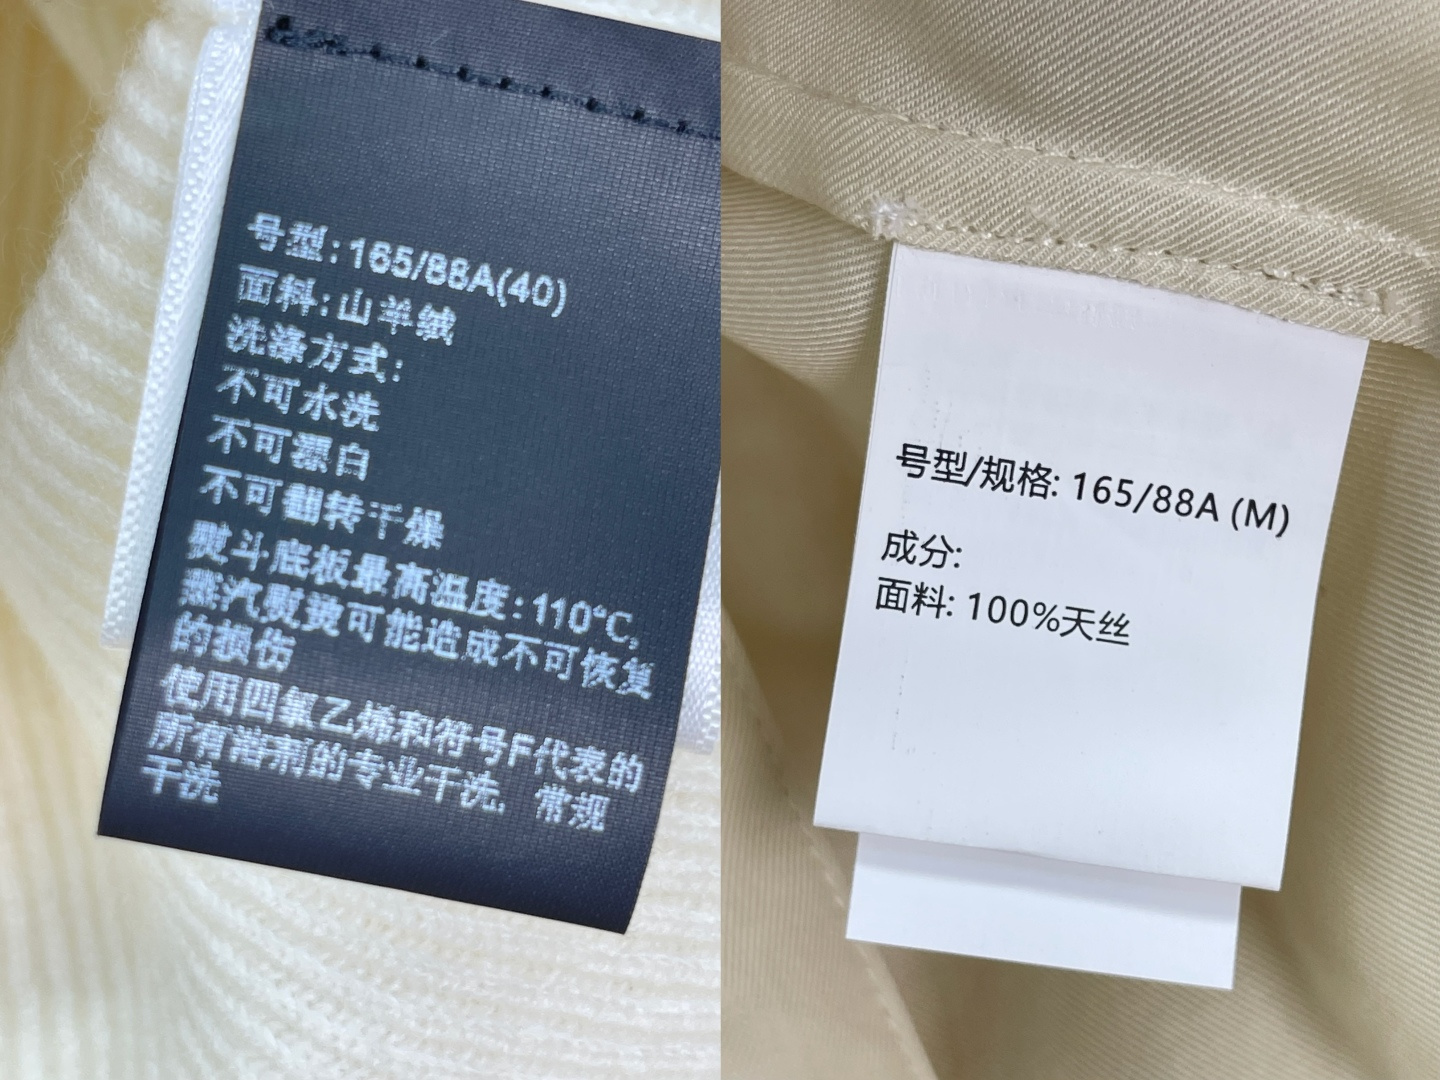 号型:165/88A(40)
面料:山羊绒
洗涤方式:
不可水洗
不可漂白
不可翻转干燥
熨斗底板最高温度:110°C,
蒸汽熨烫可能造成不可恢复
的损伤
使用四氯乙烯和符号F代表的
所有溶剂的专业干洗,常规
干洗
号型/规格: 165/88A (M)
成分:
面料: 100%天丝